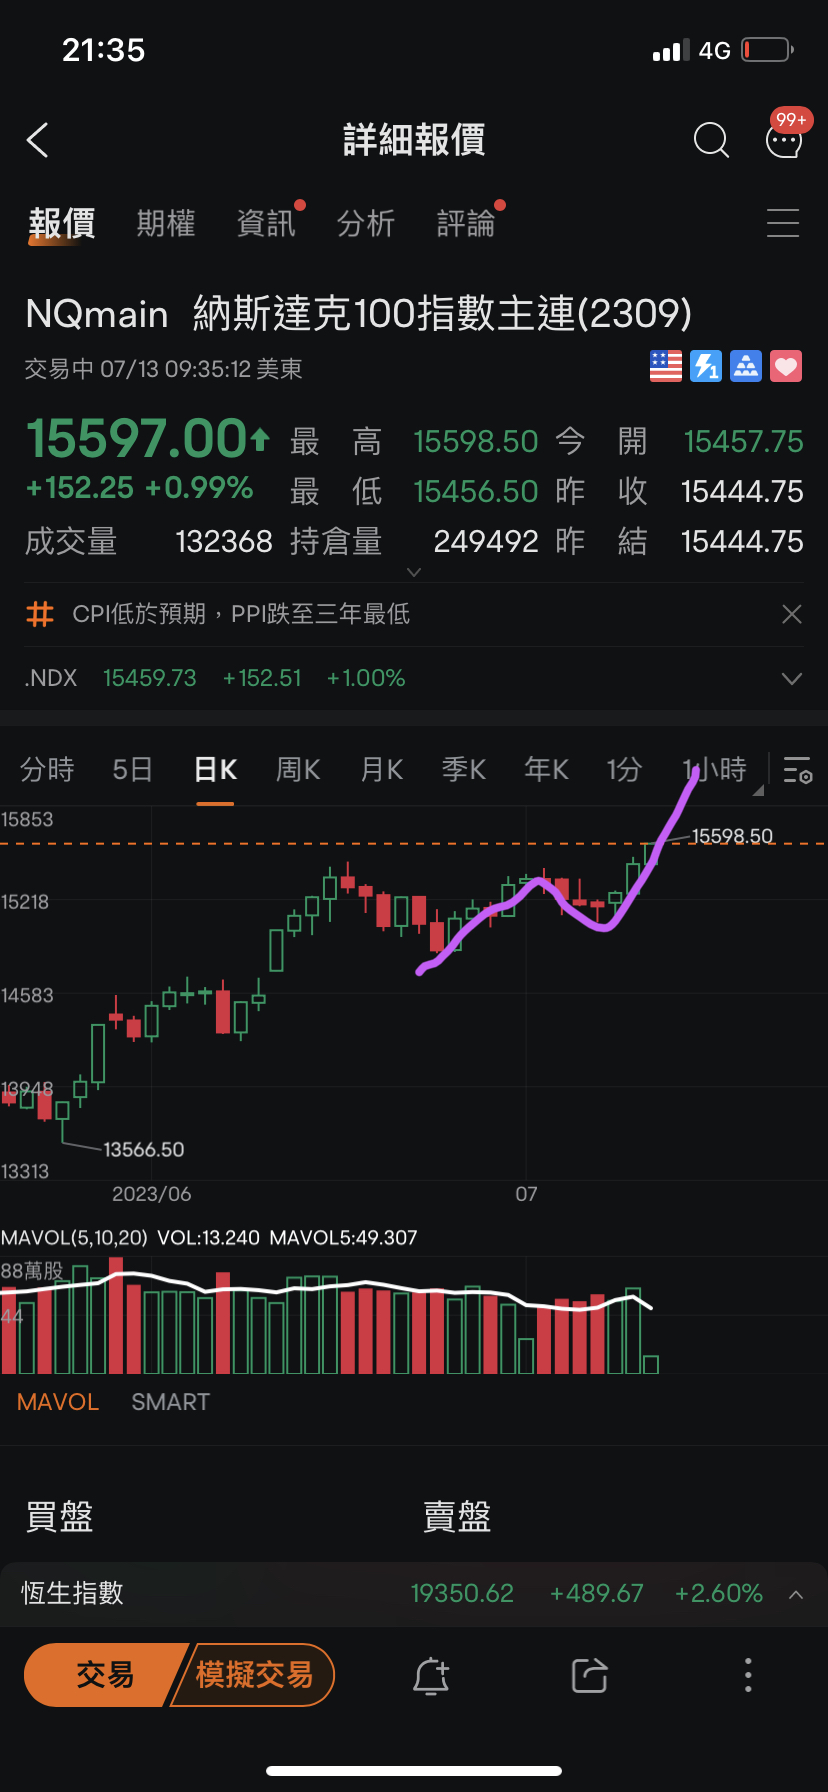 21:35 4G
詳細報價 99+
報價 期權 資訊 分析 評論
NQmain 納斯達克100指數主連(2309)
交易中 07/13 09:35:12 美東 1
15597.00 最高 15598.50 今開 15457.75
+152.25 +0.99% 最低 15456.50 昨收 15444.75
成交量 132368 持倉量 249492 昨結 15444.75
# CPI低於預期，PPI跌至三年最低
.NDX 15459.73 +152.51 +1.00%
分時 5日 日K 周K 月K 季K 年K 1分 1小時
15853
15598.50
15218
14583
13948
13566.50
13313
2023/06 07
MAVOL(5,10,20) VOL:13.240 MAVOL5:49.307
88萬股
44
MAVOL SMART
買盤 賣盤
恆生指數 19350.62 +489.67 +2.60%
交易 模擬交易